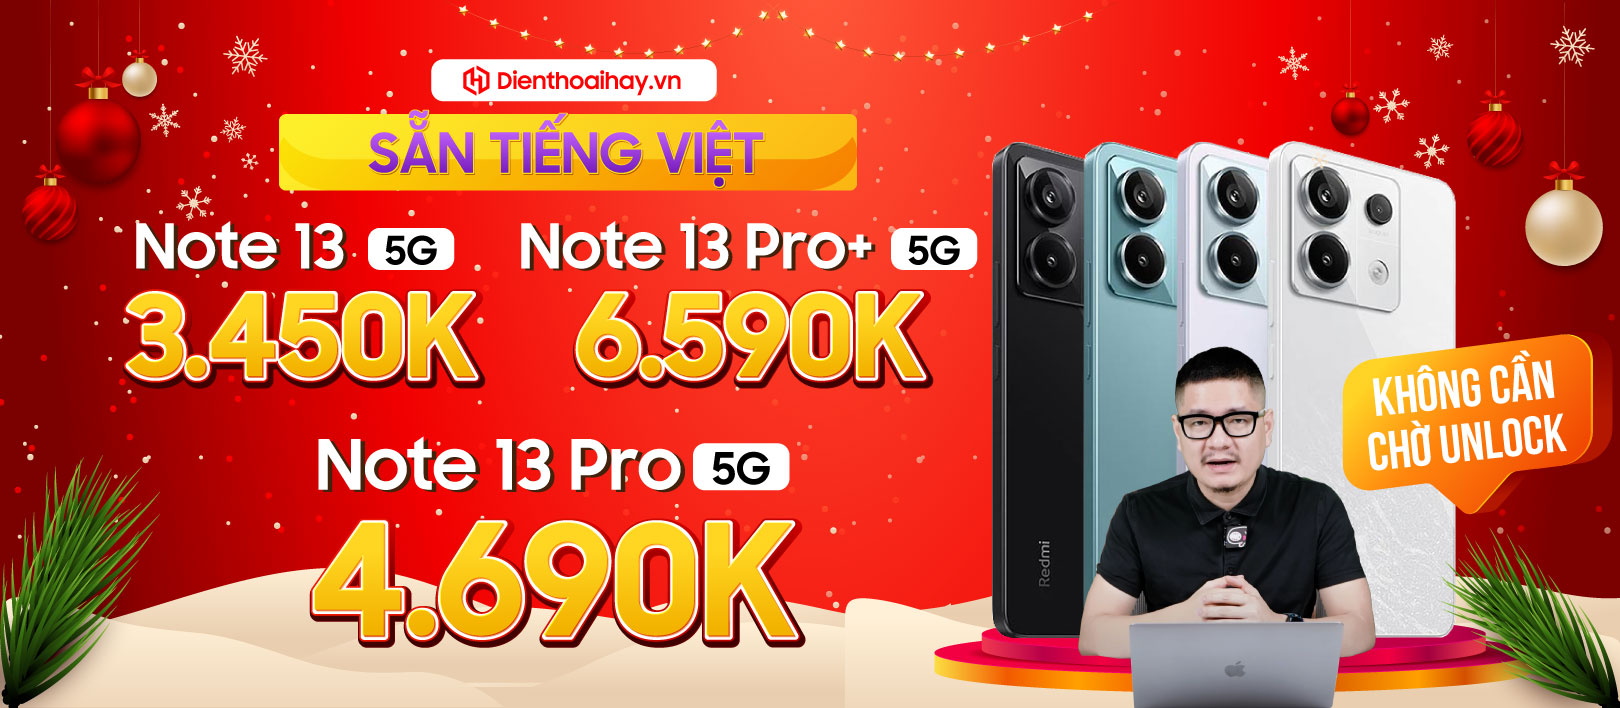 Dienthoaihay.vn
SẴN TIẾNG VIỆT
Note 13 5G
3.450K
Note 13 Pro+ 5G
6.590K
Note 13 Pro 5G
4.690K
Redmi
KHÔNG CẦN
CHỜ UNLOCK